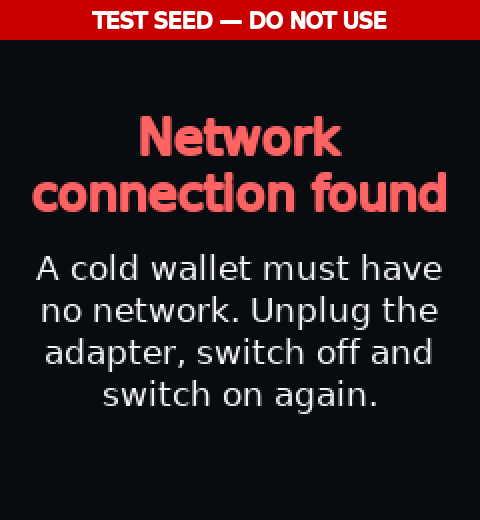 TEST SEED — DO NOT USE
Network
connection found
A cold wallet must have
no network. Unplug the
adapter, switch off and
switch on again.